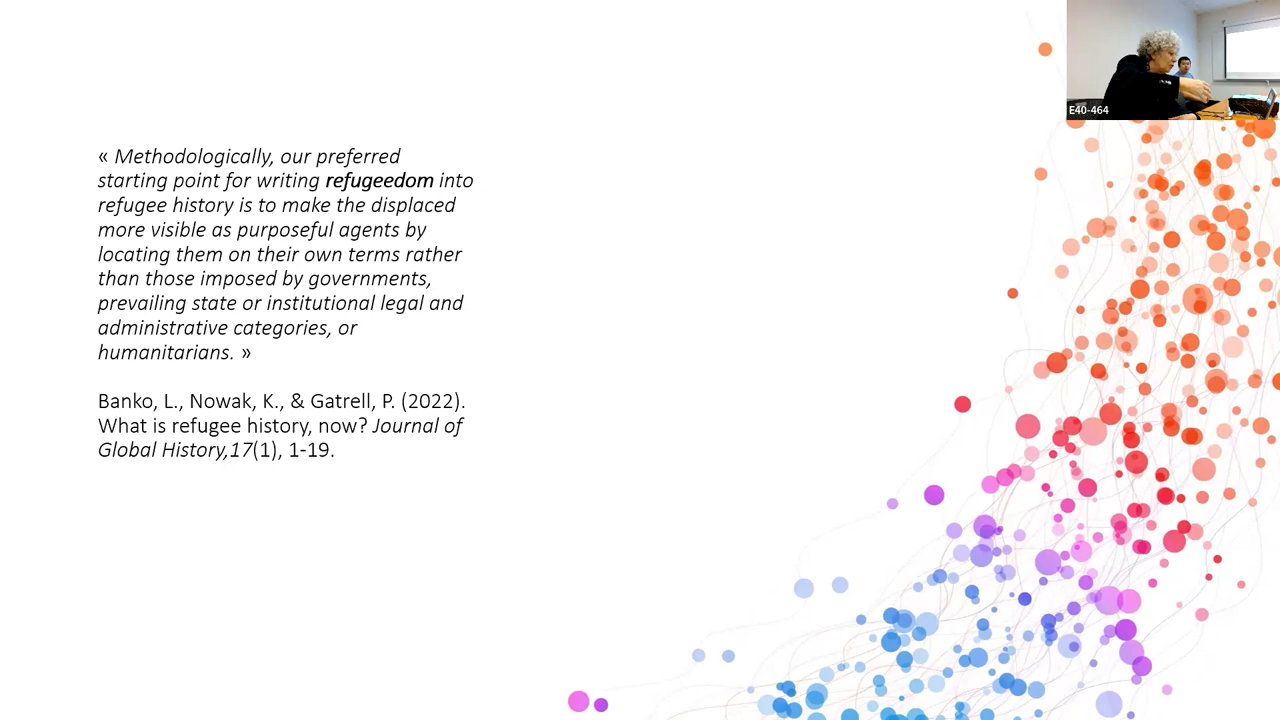 E40-464
« Methodologically, our preferred
starting point for writing refugeedom into
refugee history is to make the displaced
more visible as purposeful agents by
locating them on their own terms rather
than those imposed by governments,
prevailing state or institutional legal and
administrative categories, or
humanitarians. »
Banko, L., Nowak, K., & Gatrell, P. (2022).
What is refugee history, now? Journal of
Global History,17(1), 1-19.